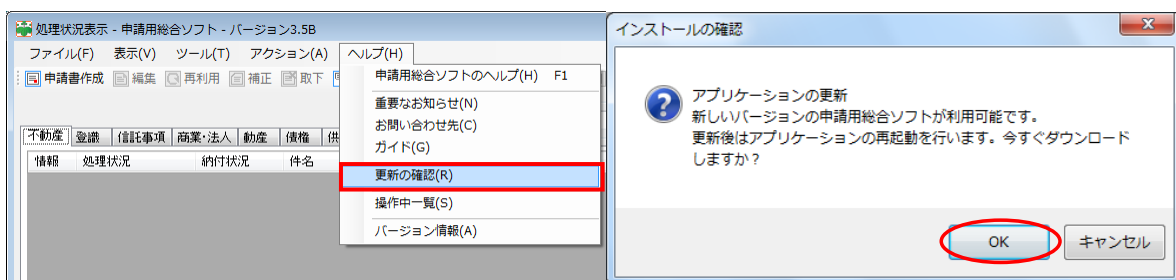 処理状況表示 - 申請用総合ソフト - バージョン3.5B
ファイル(F) 表示(V) ツール(T) アクション(A) ヘルプ(H)
申請書作成 編集 再利用 補正 取下
申請用総合ソフトのヘルプ(H) F1
重要なお知らせ(N)
お問い合わせ先(C)
ガイド(G)
更新の確認(R)
操作中一覧(S)
バージョン情報(A)
不動産 登識 信託事項 商業・法人 動産 債権 供
情報 処理状況 納付状況 件名
インストールの確認
アプリケーションの更新
新しいバージョンの申請用総合ソフトが利用可能です。
更新後はアプリケーションの再起動を行います。今すぐダウンロード
しますか？
OK キャンセル